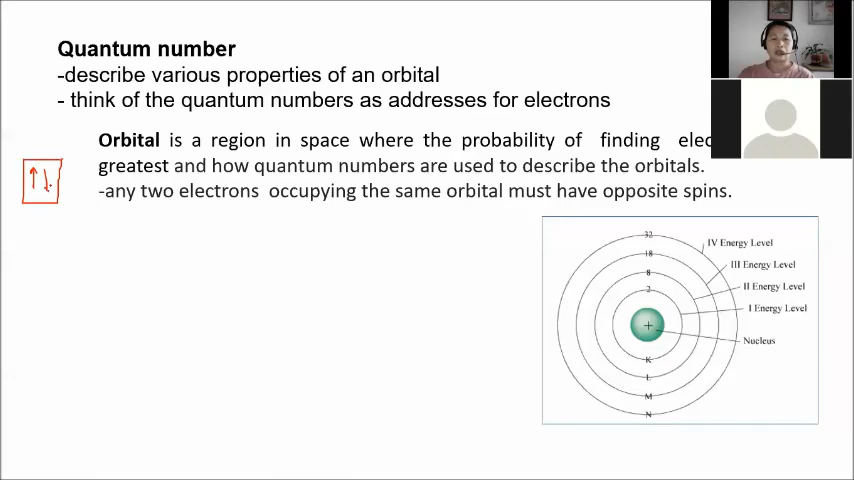 Quantum number
-describe various properties of an orbital
- think of the quantum numbers as addresses for electrons
Orbital is a region in space where the probability of finding elec
greatest and how quantum numbers are used to describe the orbitals.
-any two electrons occupying the same orbital must have opposite spins.
32
IV Energy Level
18
III Energy Level
8
II Energy Level
2
I Energy Level
+
Nucleus
K
L
M
N